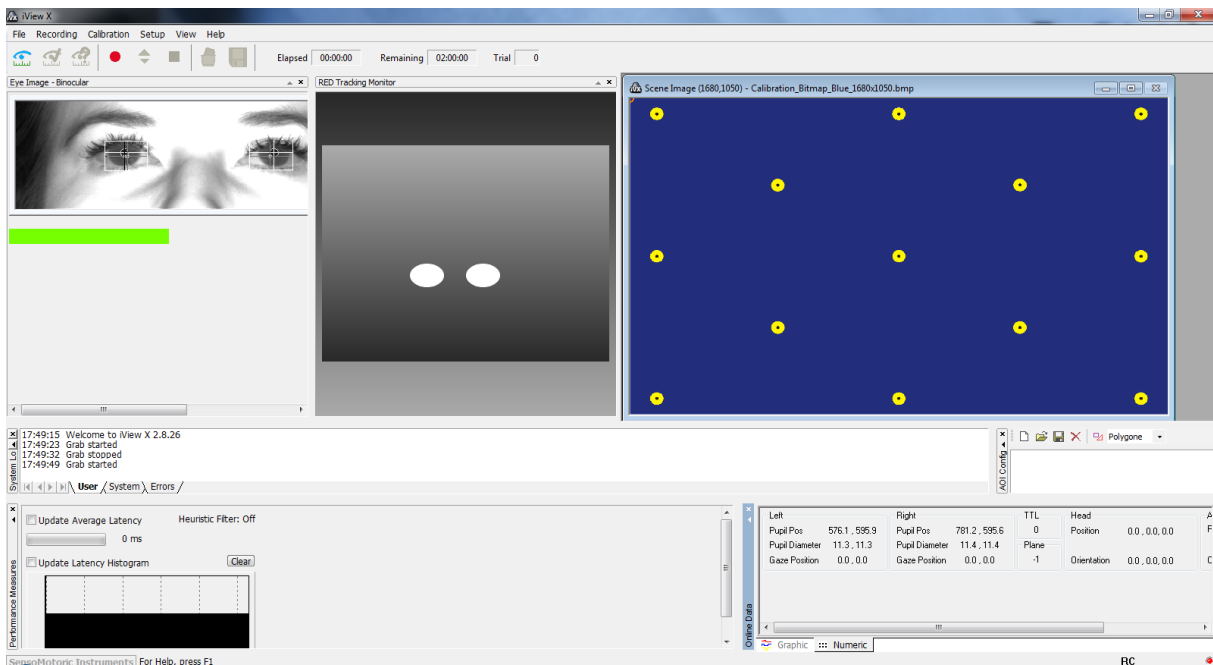 iView X
File Recording Calibration Setup View Help
Elapsed 00:00:00 Remaining 02:00:00 Trial 0
Eye Image - Binocular
RED Tracking Monitor
Scene Image (1680,1050) - Calibration_Bitmap_Blue_1680x1050.bmp
17:49:15 Welcome to iView X 2.8.26
17:49:23 Grab started
17:49:32 Grab stopped
17:49:49 Grab started
System Lo
User System Errors
AOI Config
Polygone
Update Average Latency Heuristic Filter: Off
0 ms
Update Latency Histogram Clear
Performance Measures
Left Right TTL Head A
Pupil Pos 576.1 , 595.9 Pupil Pos 781.2 , 595.6 0 Position 0.0 , 0.0, 0.0 F
Pupil Diameter 11.3 , 11.3 Pupil Diameter 11.4 , 11.4 Plane
Gaze Position 0.0 , 0.0 Gaze Position 0.0 , 0.0 -1 Orientation 0.0 , 0.0, 0.0
Online Data
Graphic Numeric
SensoMotoric Instruments For Help, press F1
RC